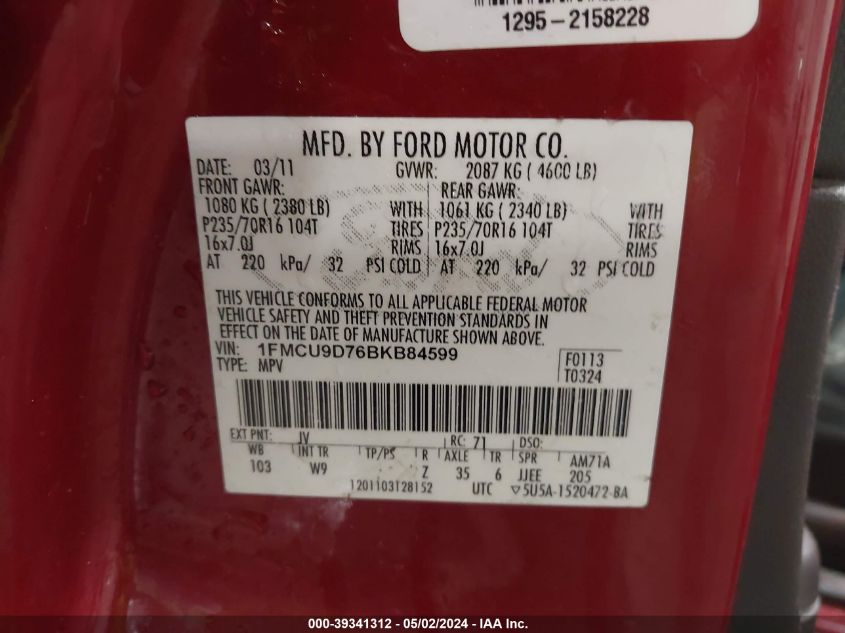 1295-2158228
MFD. BY FORD MOTOR CO.
DATE: 03/11 GVWR: 2087 KG ( 4600 LB)
FRONT GAWR: REAR GAWR:
1080 KG ( 2380 LB) WITH 1061 KG ( 2340 LB) WITH
P235/70R16 104T TIRES P235/70R16 104T TIRES
16x7.0J RIMS 16x7.0J RIMS
AT 220 kPa/ 32 PSI COLD AT 220 kPa/ 32 PSI COLD
THIS VEHICLE CONFORMS TO ALL APPLICABLE FEDERAL MOTOR
VEHICLE SAFETY AND THEFT PREVENTION STANDARDS IN
EFFECT ON THE DATE OF MANUFACTURE SHOWN ABOVE.
VIN: 1FMCU9D76BKB84599
TYPE: MPV
F0113
T0324
EXT PNT: JV RC: 71 DSO:
WB INT TR TP/PS R AXLE TR SPR AM71A
103 W9 Z 35 6 JJEE 205
1201103128152 UTC ▽5U5A-1520472-BA
000-39341312 - 05/02/2024 - IAA Inc.